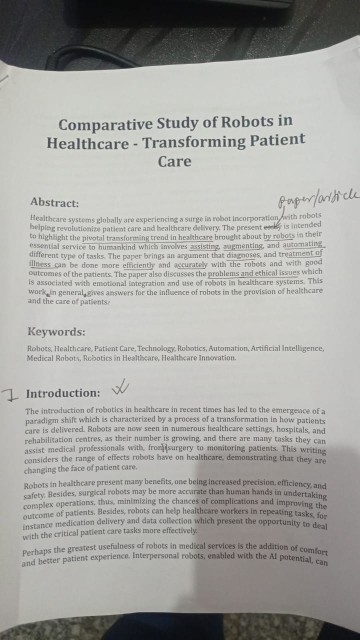 Comparative Study of Robots in
Healthcare - Transforming Patient
Care
paper/article
Abstract:
Healthcare systems globally are experiencing a surge in robot incorporation, with robots
helping revolutionize patient care and healthcare delivery. The present is intended
to highlight the pivotal transforming trend in healthcare brought about by robots in their
essential service to humankind which involves assisting, augmenting, and automating
different type of tasks. The paper brings an argument that diagnoses, and treatment of
illness can be done more efficiently and accurately with the robots and with good
outcomes of the patients. The paper also discusses the problems and ethical issues which
is associated with emotional integration and use of robots in healthcare systems. This
work, in general, gives answers for the influence of robots in the provision of healthcare
and the care of patients.
Keywords:
Robots, Healthcare, Patient Care, Technology, Robotics, Automation, Artificial Intelligence,
Medical Robots, Robotics in Healthcare, Healthcare Innovation.
I Introduction:
The introduction of robotics in healthcare in recent times has led to the emergence of a
paradigm shift which is characterized by a process of a transformation in how patients
care is delivered. Robots are now seen in numerous healthcare settings, hospitals, and
rehabilitation centres, as their number is growing, and there are many tasks they can
assist medical professionals with, from surgery to monitoring patients. This writing
considers the range of effects robots have on healthcare, demonstrating that they are
changing the face of patient care.
Robots in healthcare present many benefits, one being increased precision, efficiency, and
safety. Besides, surgical robots may be more accurate than human hands in undertaking
complex operations, thus, minimizing the chances of complications and improving the
outcome of patients. Besides, robots can help healthcare workers in repeating tasks, for
instance medication delivery and data collection which present the opportunity to deal
with the critical patient care tasks more effectively.
Perhaps the greatest usefulness of robots in medical services is the addition of comfort
and better patient experience. Interpersonal robots, enabled with the AI potential, can